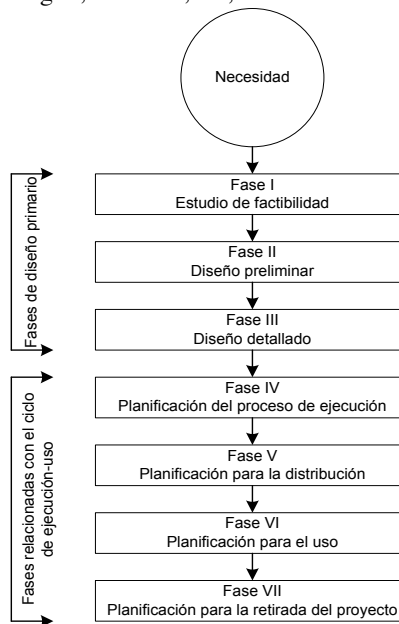 Necesidad
Fase I
Estudio de factibilidad
Fase II
Diseño preliminar
Fase III
Diseño detallado
Fase IV
Planificación del proceso de ejecución
Fase V
Planificación para la distribución
Fase VI
Planificación para el uso
Fase VII
Planificación para la retirada del proyecto
Fases de diseño primario
Fases relacionadas con el ciclo
de ejecución-uso